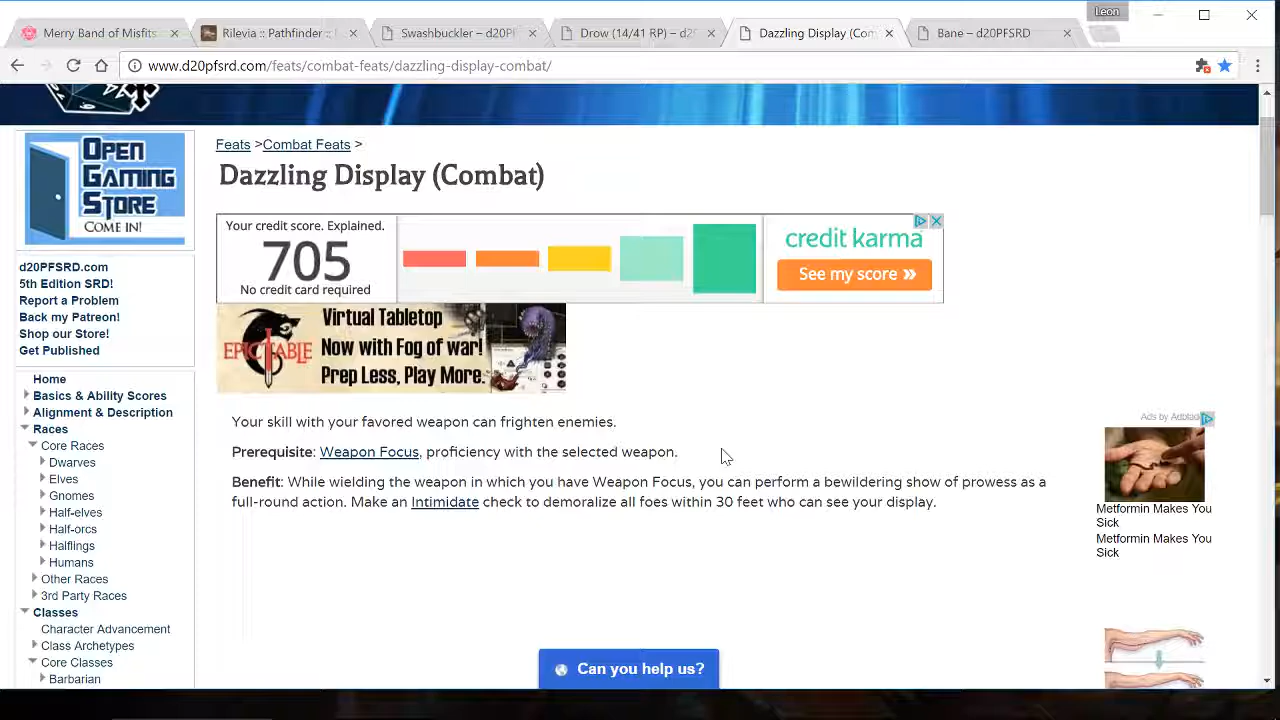 Leon
Merry Band of Misfits
Rilevia :: Pathfinder ::
Swashbuckler – d20P
Drow (14/41 RP) – d2
Dazzling Display (Com
Bane – d20PFSRD
www.d20pfsrd.com/feats/combat-feats/dazzling-display-combat/
OPEN
GAMING
STORE
COME IN!
d20PFSRD.com
5th Edition SRD!
Report a Problem
Back my Patreon!
Shop our Store!
Get Published
Home
Basics & Ability Scores
Alignment & Description
Races
Core Races
Dwarves
Elves
Gnomes
Half-elves
Half-orcs
Halflings
Humans
Other Races
3rd Party Races
Classes
Character Advancement
Class Archetypes
Core Classes
Barbarian
Feats >Combat Feats >
Dazzling Display (Combat)
Your credit score. Explained.
705
No credit card required
credit karma
See my score »
EPICTABLE
Virtual Tabletop
Now with Fog of war!
Prep Less, Play More.
Your skill with your favored weapon can frighten enemies.
Prerequisite: Weapon Focus, proficiency with the selected weapon.
Benefit: While wielding the weapon in which you have Weapon Focus, you can perform a bewildering show of prowess as a
full-round action. Make an Intimidate check to demoralize all foes within 30 feet who can see your display.
Ads by Adblad
Metformin Makes You
Sick
Metformin Makes You
Sick
Can you help us?